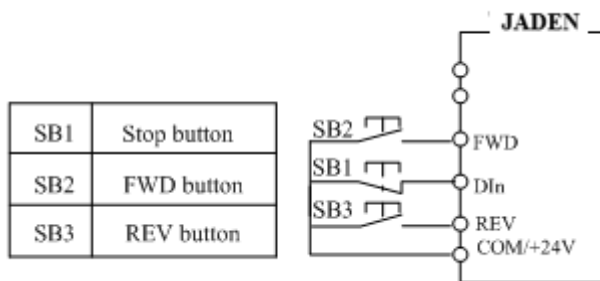 JADEN
SB1 Stop button
SB2 FWD button
SB3 REV button
SB2 FWD
SB1 DIn
SB3 REV
COM/+24V